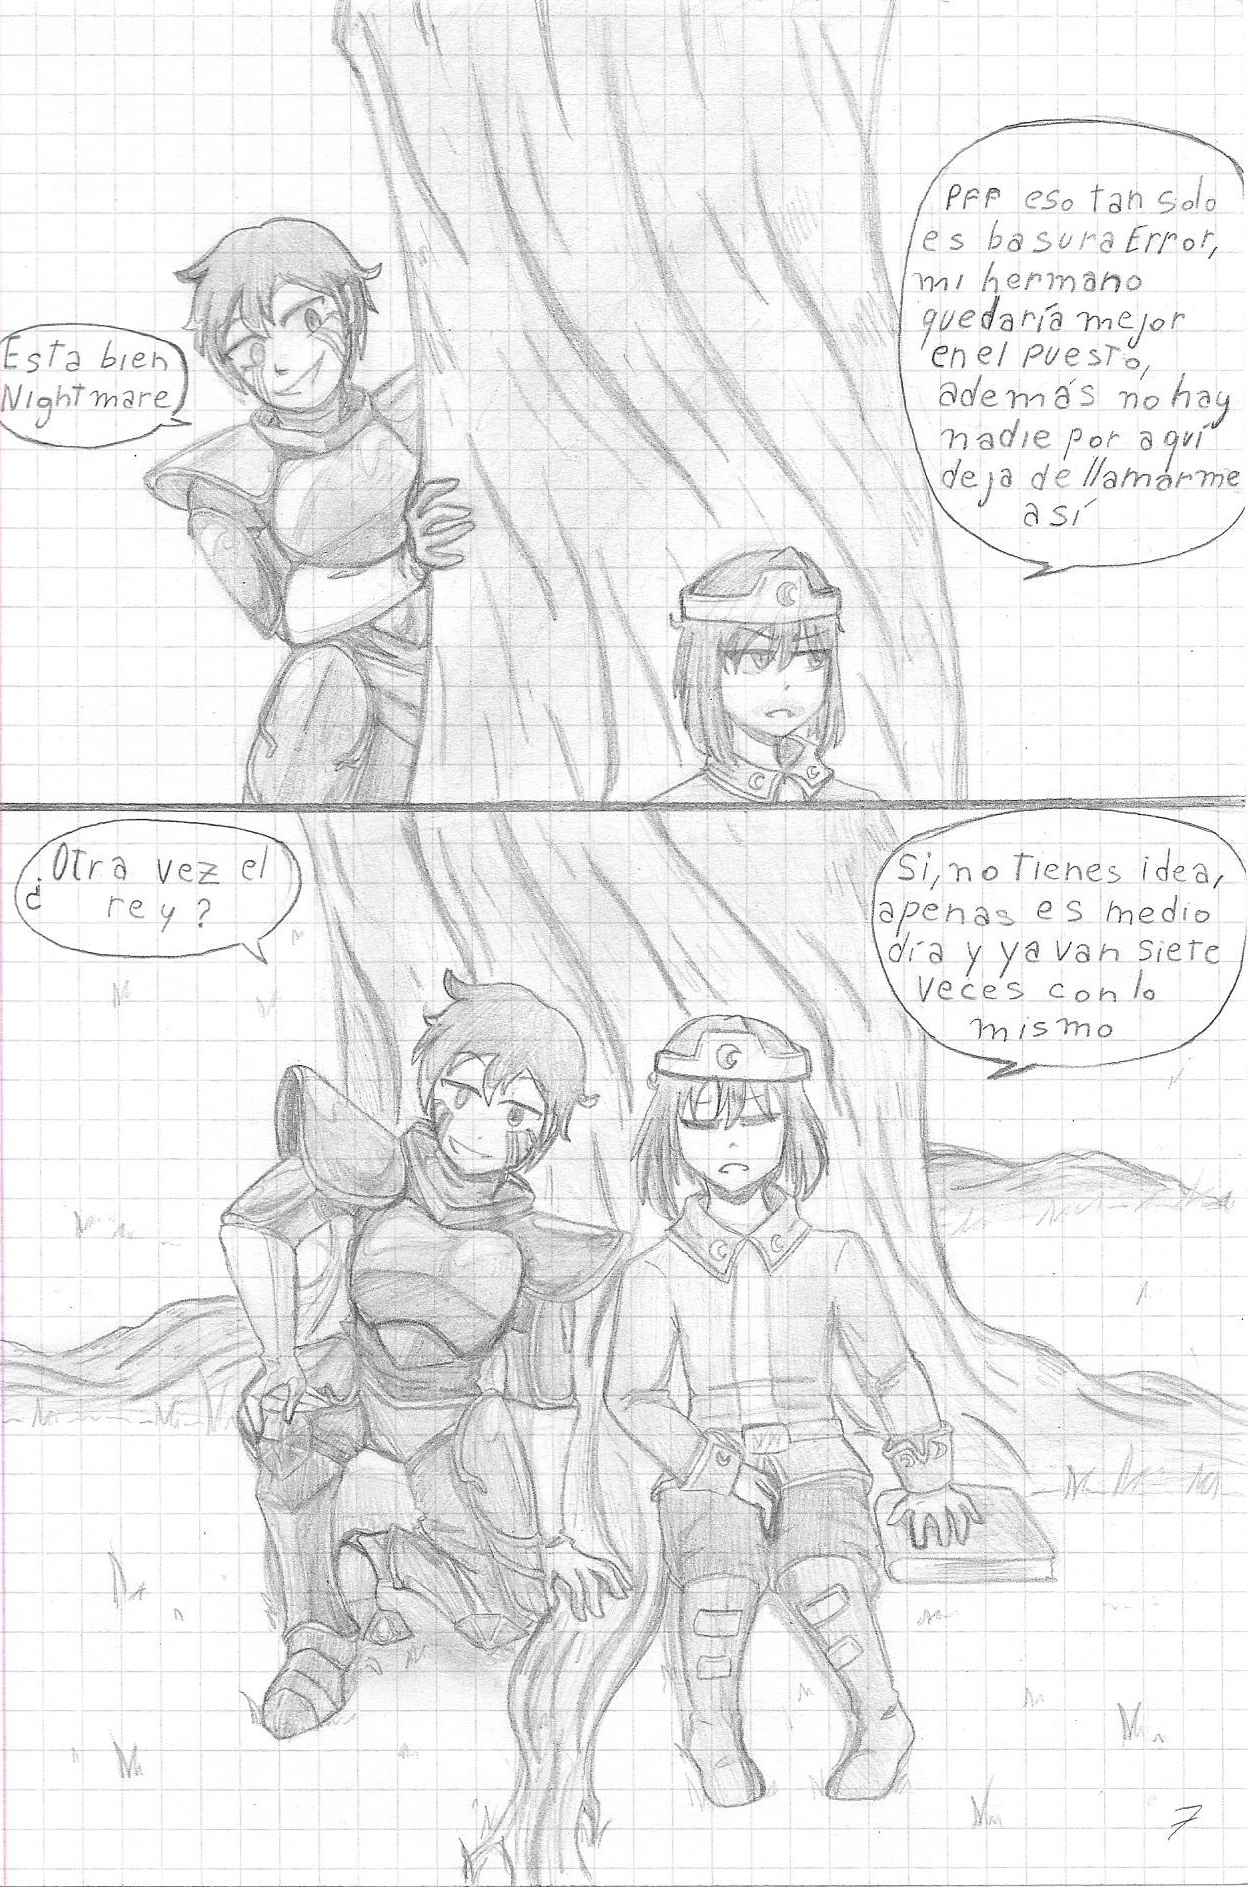 PFF eso tan solo
es basura Error,
mi hermano
quedaría mejor
en el puesto,
además no hay
nadie por aquí
deja de llamarme
así
Esta bien
Nightmare
¿Otra vez el
rey?
Si, no tienes idea,
apenas es medio
día y ya van siete
veces con lo
mismo
7